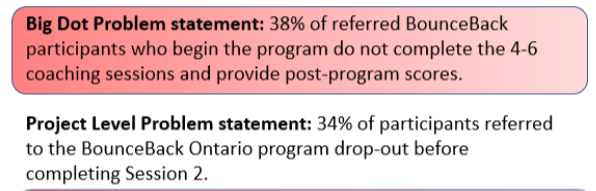 Big Dot Problem statement: 38% of referred BounceBack
participants who begin the program do not complete the 4-6
coaching sessions and provide post-program scores.
Project Level Problem statement: 34% of participants referred
to the BounceBack Ontario program drop-out before
completing Session 2.